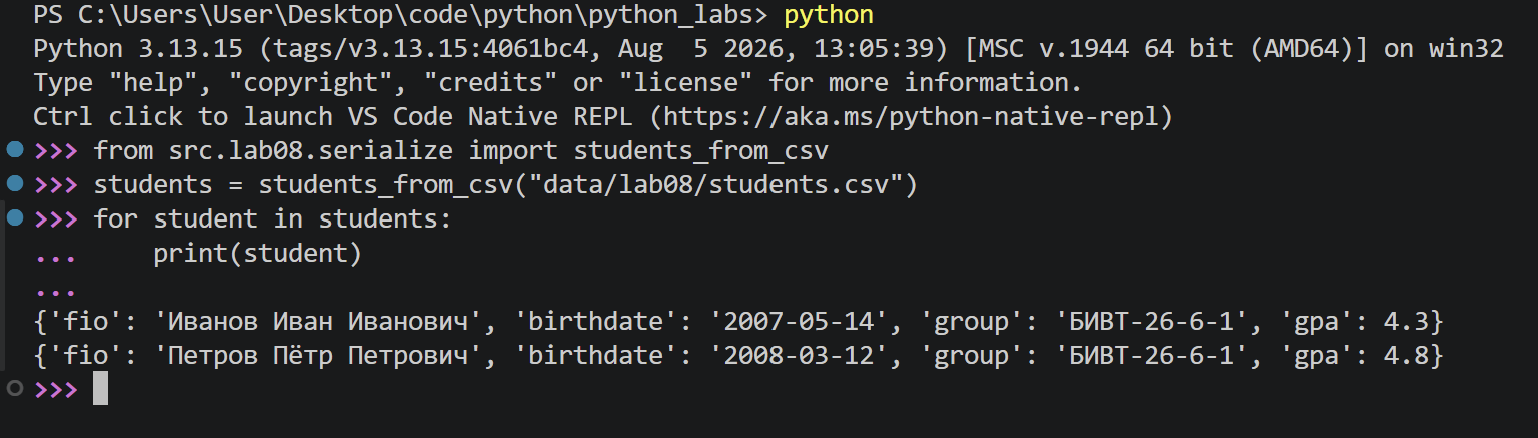 PS C:\Users\User\Desktop\code\python\python_labs> python
Python 3.13.15 (tags/v3.13.15:4061bc4, Aug  5 2026, 13:05:39) [MSC v.1944 64 bit (AMD64)] on win32
Type "help", "copyright", "credits" or "license" for more information.
Ctrl click to launch VS Code Native REPL (https://aka.ms/python-native-repl)
>>> from src.lab08.serialize import students_from_csv
>>> students = students_from_csv("data/lab08/students.csv")
>>> for student in students:
...     print(student)
...
{'fio': 'Иванов Иван Иванович', 'birthdate': '2007-05-14', 'group': 'БИВТ-26-6-1', 'gpa': 4.3}
{'fio': 'Петров Пётр Петрович', 'birthdate': '2008-03-12', 'group': 'БИВТ-26-6-1', 'gpa': 4.8}
>>>